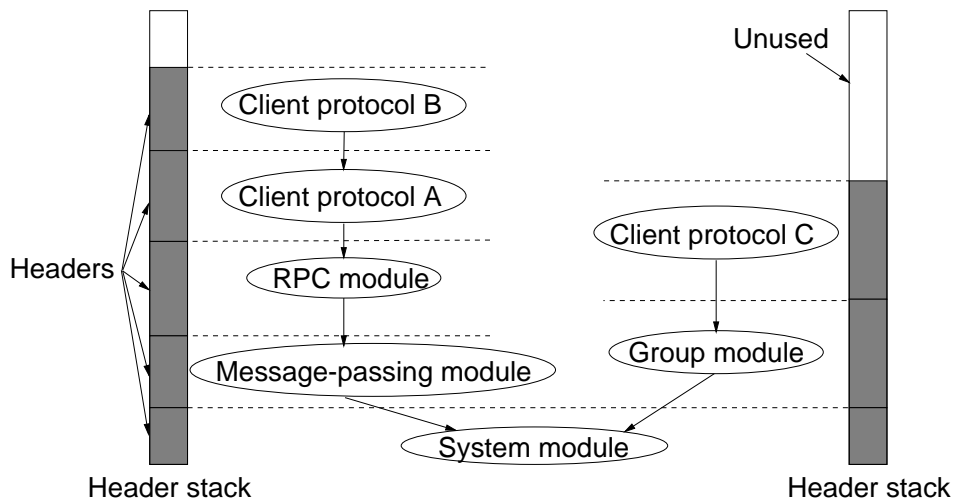 Unused
Client protocol B
Client protocol A
Client protocol C
Headers
RPC module
Group module
Message-passing module
System module
Header stack
Header stack